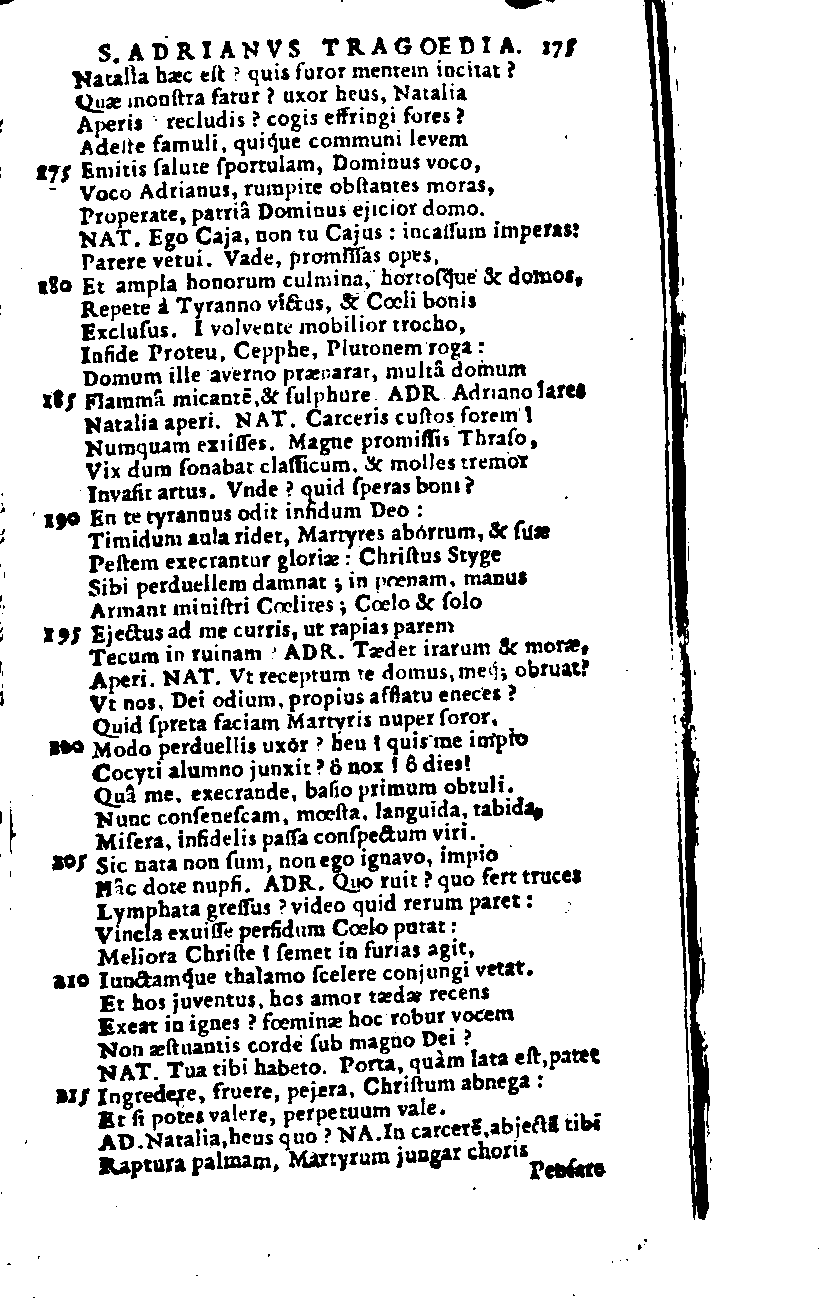 S. ADRIANVS TRAGOEDIA. 175
Natalia hæc eſt ? quis furor mentem incitat ?
Quæ monſtra fatur ? uxor heus, Natalia
Aperis recludis ? cogis effringi fores ?
Adeſte famuli, quiq́ue communi levem
275 Emitis ſalute ſportulam, Dominus voco,
Voco Adrianus, rumpite obſtantes moras,
Properate, patriâ Dominus ejicior domo.
NAT. Ego Caja, non tu Cajus : incaſſum imperas:
Parere vetui. Vade, promiſſas opes,
280 Et ampla honorum culmina, hortoſq́ue & domos,
Repete à Tyranno victus, & Cœli bonis
Excluſus. I volvente mobilior trocho,
Infide Proteu, Cepphe, Plutonem roga :
Domum ille averno præparat, multâ domum
285 Flammâ micantē,& ſulphure. ADR. Adriano lares
Natalia aperi. NAT. Carceris cuſtos forem !
Numquam exiiſſes. Magne promiſſis Thraſo,
Vix dum ſonabat claſſicum, & molles tremor
Invaſit artus. Vnde ? quid ſperas boni ?
290 En te tyrannus odit infidum Deo :
Timidum aula ridet, Martyres abórtum, & ſuæ
Peſtem execrantur gloriæ : Chriſtus Styge
Sibi perduellem damnat ; in pœnam, manus
Armant miniſtri Cœlites ; Cœlo & ſolo
295 Ejectus ad me curris, ut rapias parem
Tecum in ruinam ? ADR. Tædet irarum & moræ,
Aperi. NAT. Vt receptum te domus, meq́; obruat?
Vt nos, Dei odium, propius afflatu eneces ?
Quid ſpreta faciam Martyris nuper ſoror,
200 Modo perduellis uxór ? heu ! quis me impio
Cocyti alumno junxit ? ô nox ! ô dies!
Quâ me, execrande, baſio primum obtuli.
Nunc conſeneſcam, mœſta, languida, tabida,
Miſera, infidelis paſſa conſpectum viri.
205 Sic nata non ſum, non ego ignavo, impio
Hâc dote nupſi. ADR. Quo ruit ? quo fert truces
Lymphata greſſus ? video quid rerum paret :
Vincla exuiſſe perfidum Cœlo putat :
Meliora Chriſte ! ſemet in furias agit,
210 Iunctamq́ue thalamo ſcelere conjungi vetat.
Et hos juventus, hos amor tædæ recens
Exeat in ignes ? fœminæ hoc robur vocem
Non æſtuantis corde ſub magno Dei ?
NAT. Tua tibi habeto. Porta, quàm lata eſt,patet
215 Ingredere, fruere, pejera, Chriſtum abnega :
Et ſi potes valere, perpetuum vale.
AD.Natalia,heus quo ? NA.In carcerē,abjectā tibi
Raptura palmam, Martyrum jungar choris
Penſare